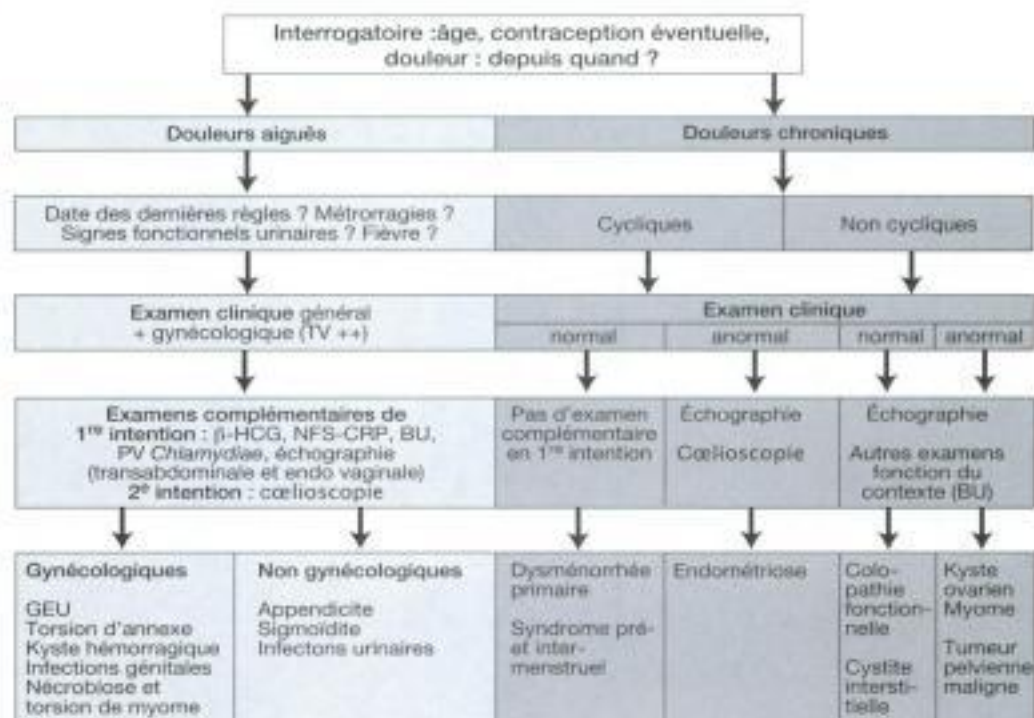 Interrogatoire :âge, contraception éventuelle,
douleur : depuis quand ?
Douleurs aiguës
Douleurs chroniques
Date des dernières règles ? Métrorragies ?
Signes fonctionnels urinaires ? Fièvre ?
Cycliques
Non cycliques
Examen clinique général
+ gynécologique (TV ++)
Examen clinique
normal
anormal
normal
anormal
Examens complémentaires de
1re intention : β-HCG, NFS-CRP, BU,
PV Chlamydiae, échographie
(transabdominale et endo vaginale)
2e intention : cœlioscopie
Pas d'examen
complémentaire
en 1re intention
Échographie
Cœlioscopie
Échographie
Autres examens
fonction du
contexte (BU)
Gynécologiques
GEU
Torsion d'annexe
Kyste hémorragique
Infections génitales
Nécrobiose et
torsion de myome
Non gynécologiques
Appendicite
Sigmoïdite
Infectons urinaires
Dysménorrhée
primaire
Syndrome pré-
et inter-
menstruel
Endométriose
Colo-
pathie
fonction-
nelle
Cystite
intersti-
tielle
Kyste
ovarien
Myome
Tumeur
pelvienne
maligne